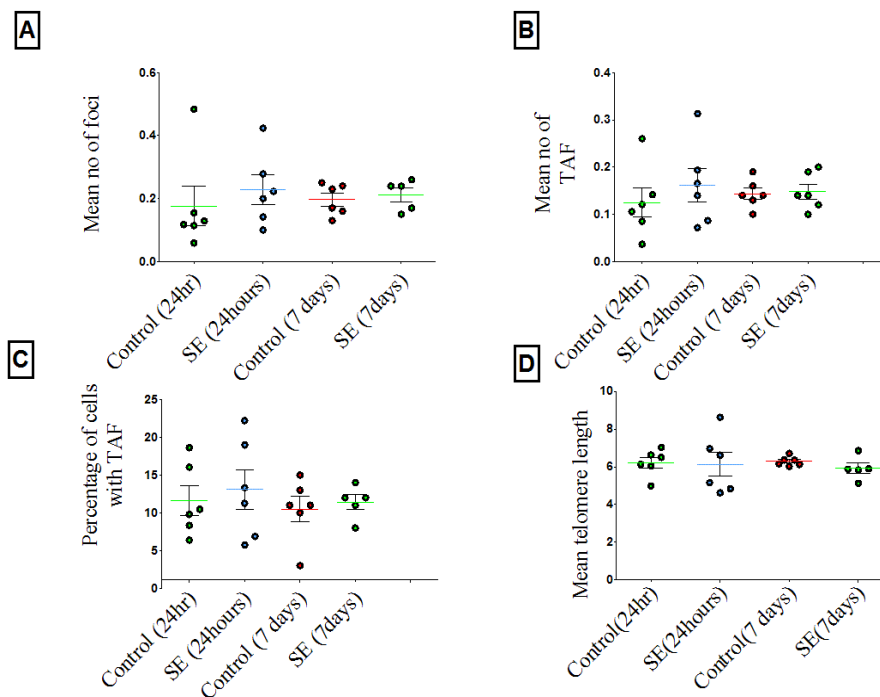 A
Mean no of foci
0.6
0.4
0.2
0.0
Control (24hr)
SE (24hours)
Control (7 days)
SE (7days)
B
Mean no of
TAF
0.4
0.3
0.2
0.1
0.0
Control (24hr)
SE (24hours)
Control (7 days)
SE (7days)
C
Percentage of cells
with TAF
25
20
15
10
5
0
Control (24hr)
SE (24hours)
Control (7 days)
SE (7days)
D
Mean telomere length
10
8
6
4
2
0
Control(24hr)
SE(24hours)
Control(7 days)
SE(7days)